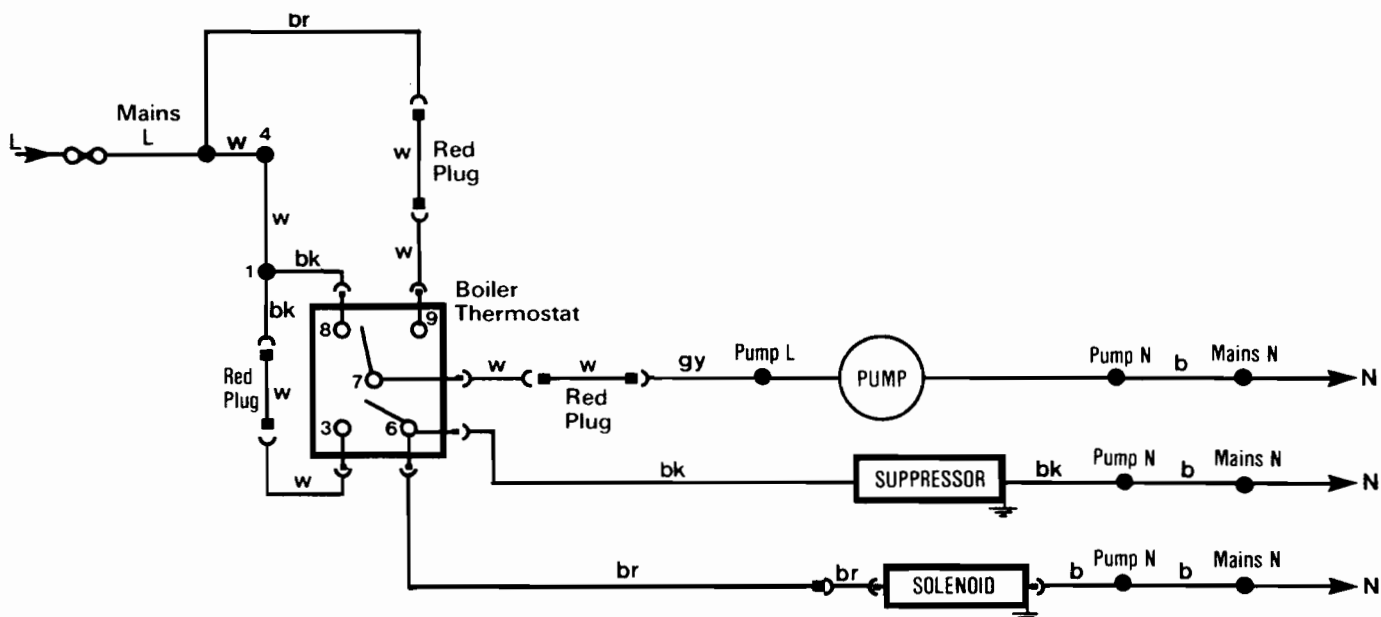 br
Mains
L
L
w
4
w
Red
Plug
w
w
1
bk
bk
Boiler
Thermostat
8
9
Red
Plug
w
7
w
w
gy
Pump L
PUMP
Pump N
b
Mains N
N
Red
Plug
3
6
w
bk
SUPPRESSOR
bk
Pump N
b
Mains N
N
br
br
SOLENOID
b
Pump N
b
Mains N
N